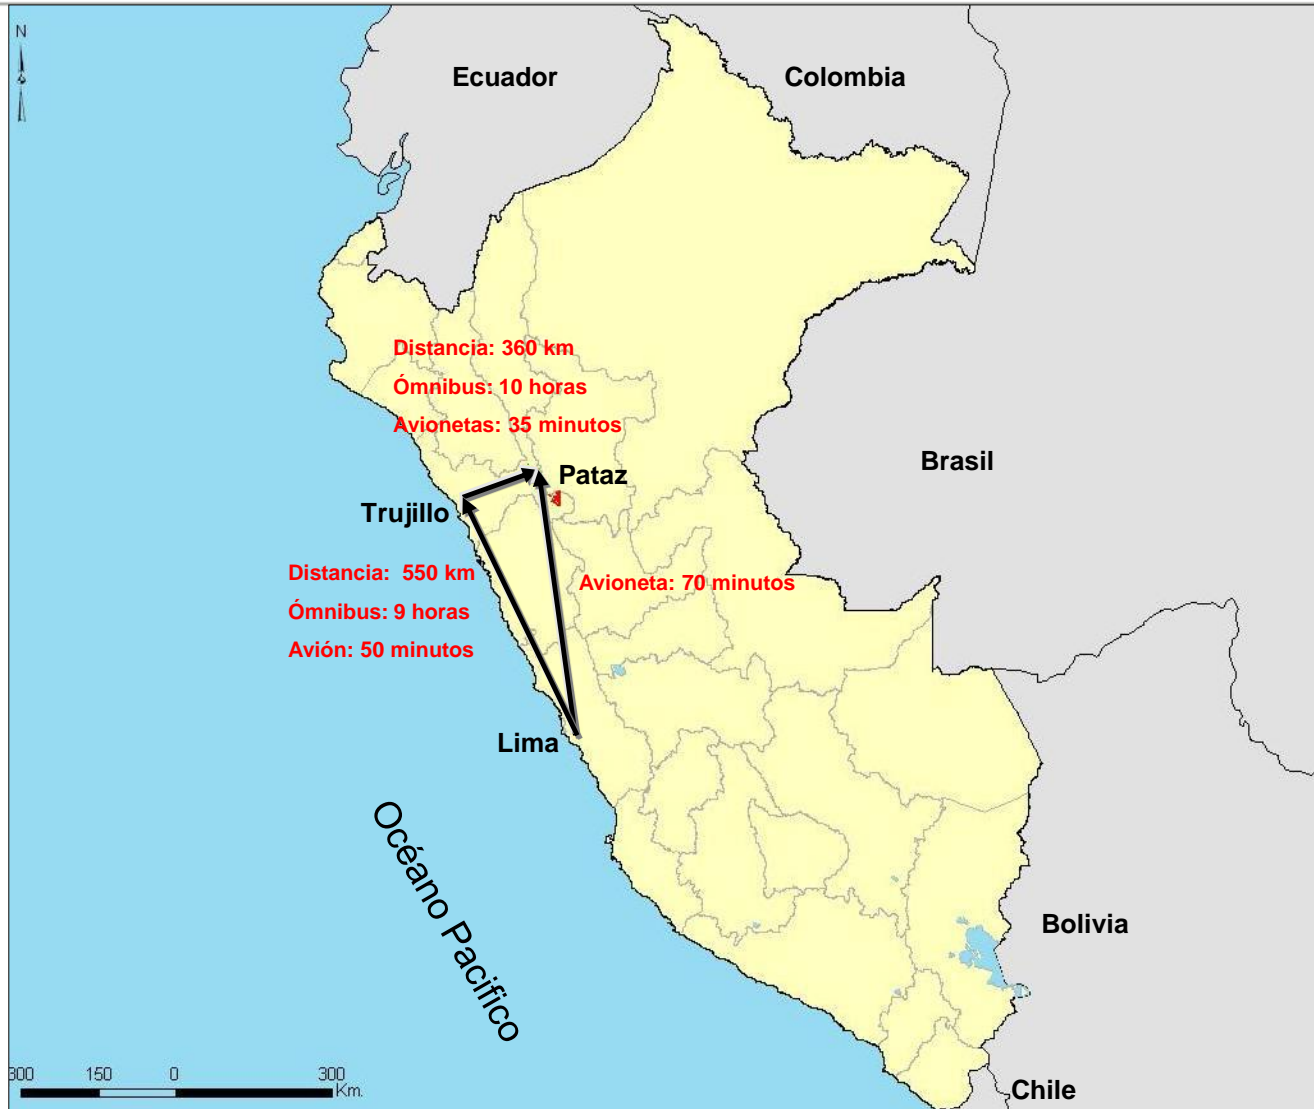 N
Ecuador
Colombia
Distancia: 360 km
Ómnibus: 10 horas
Avionetas: 35 minutos
Brasil
Pataz
Trujillo
Distancia: 550 km
Ómnibus: 9 horas
Avión: 50 minutos
Avioneta: 70 minutos
Lima
Océano Pacifico
Bolivia
300 150 0 300
Km.
Chile